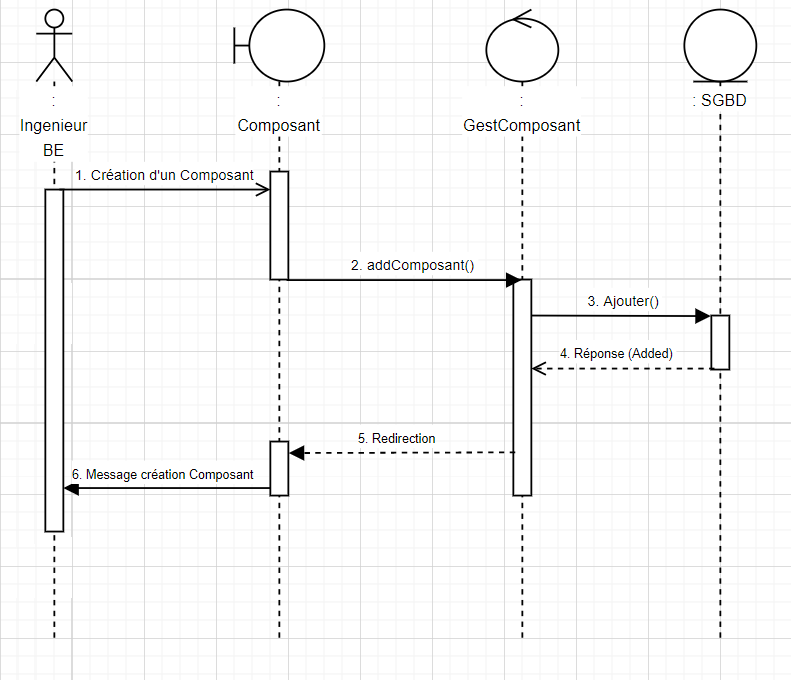 : SGBD
:
Ingenieur
BE
:
Composant
:
GestComposant
1. Création d'un Composant
2. addComposant()
3. Ajouter()
4. Réponse (Added)
5. Redirection
6. Message création Composant